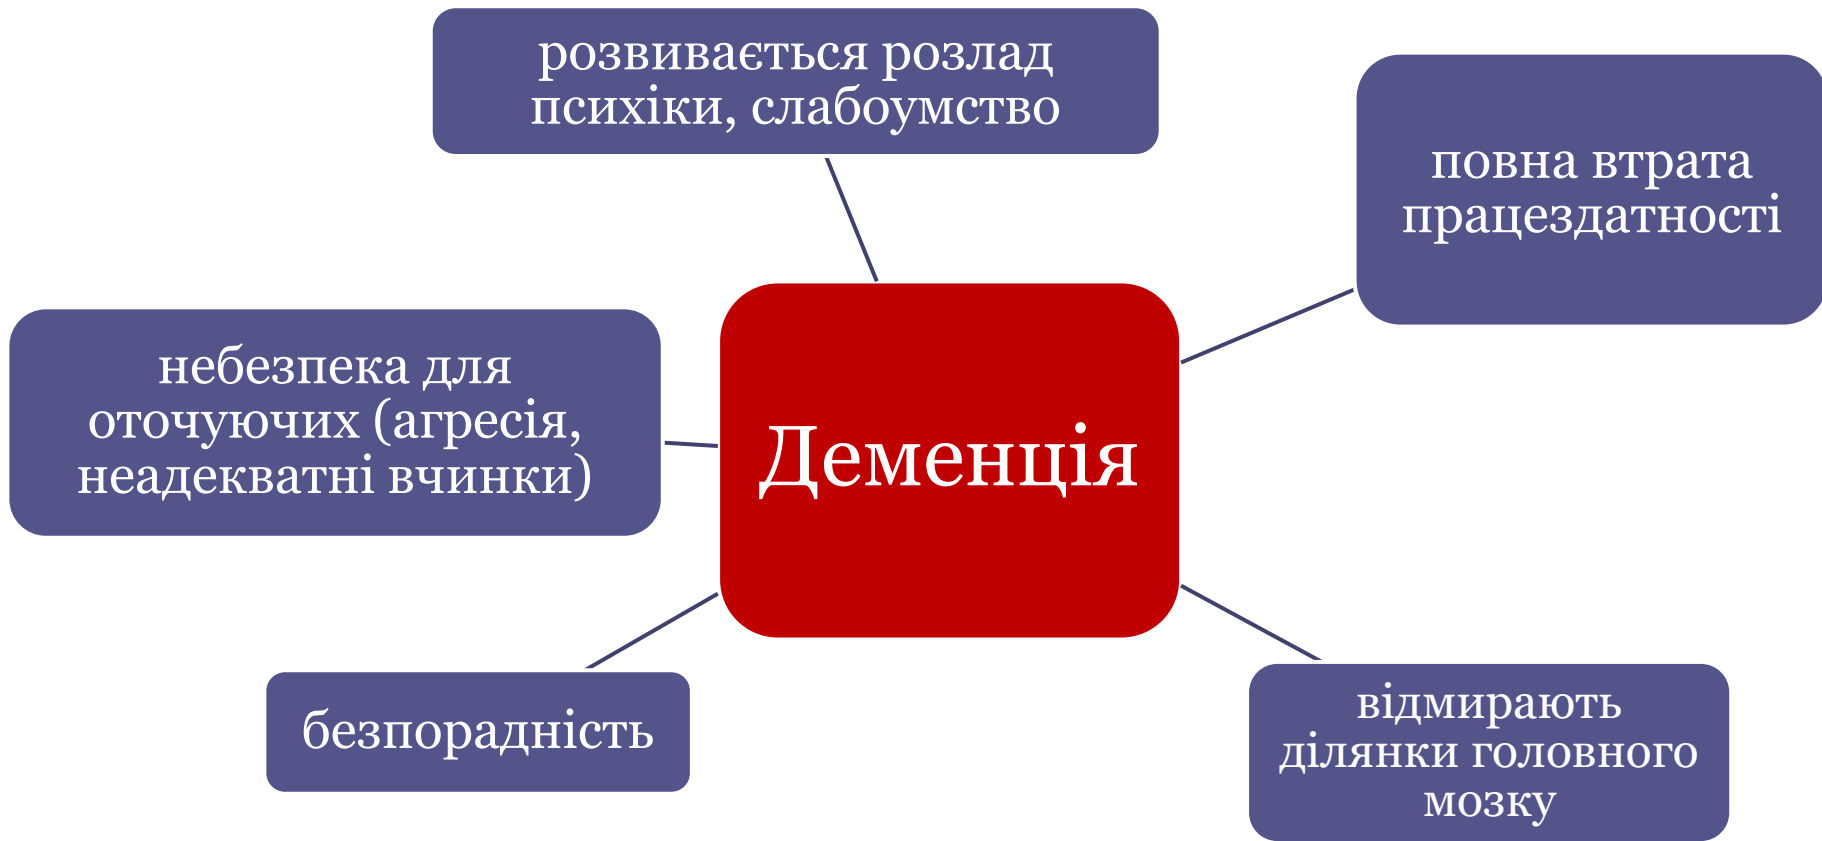 розвивається розлад
психіки, слабоумство
повна втрата
працездатності
небезпека для
оточуючих (агресія,
неадекватні вчинки)
Деменція
безпорадність
відмирають
ділянки головного
мозку